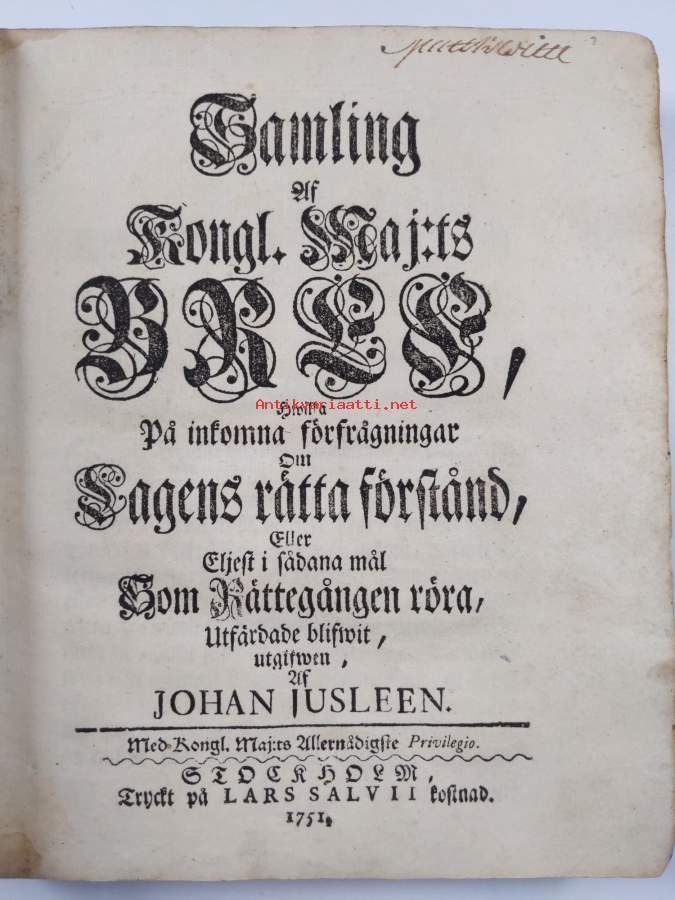 Samling
Af
Kongl. Maj:ts
BREF,
Antikvariaatti.net
På inkomna förfrågningar
Om
Lagens rätta förstånd,
Eller
Eljest i sådana mål
Som Rättegången röra,
Utfärdade blifwit,
utgifwen,
Af
JOHAN JUSLEEN.
Med Kongl. Maj:ts Allernådigste Privilegio.
STOCKHOLM,
Tryckt på LARS SALVII kostnad.
1751.